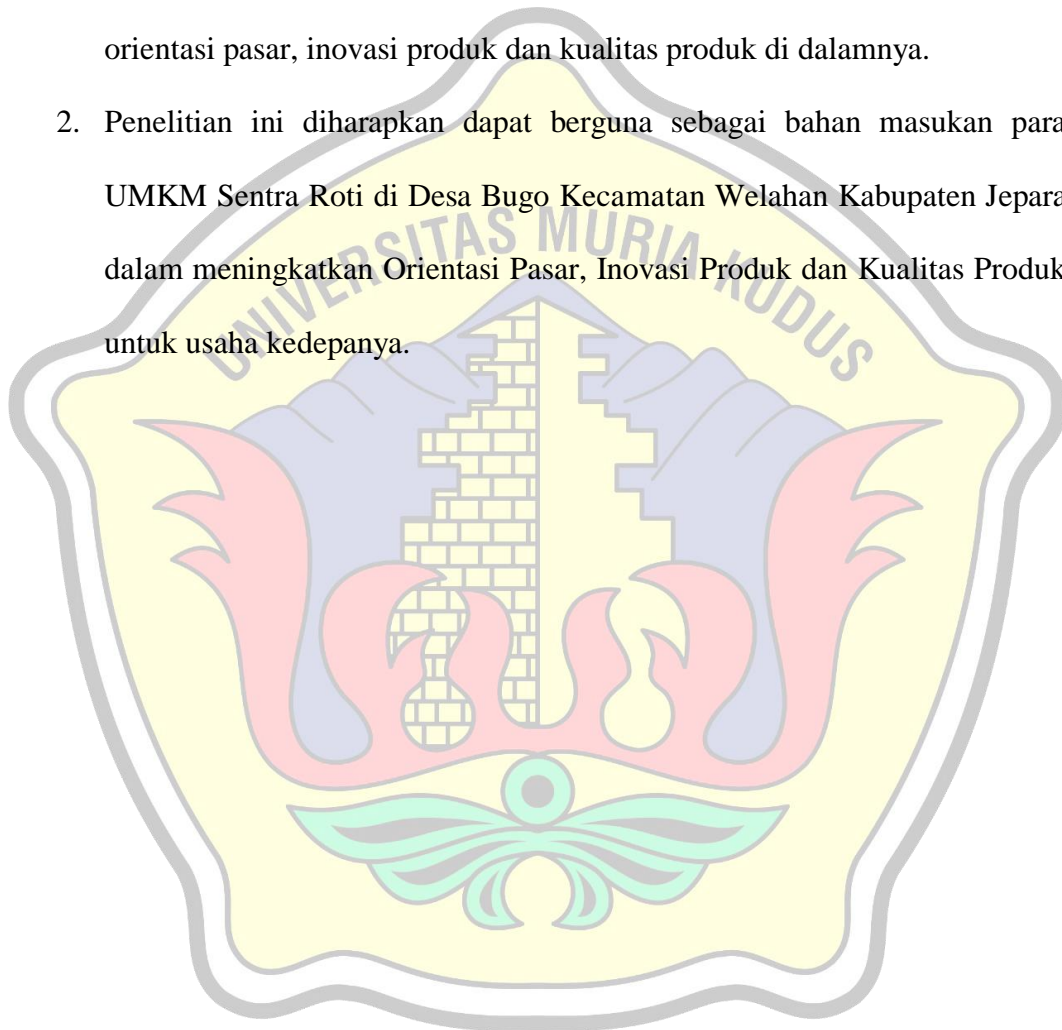 orientasi pasar, inovasi produk dan kualitas produk di dalamnya.
2. Penelitian ini diharapkan dapat berguna sebagai bahan masukan para
UMKM Sentra Roti di Desa Bugo Kecamatan Welahan Kabupaten Jepara
dalam meningkatkan Orientasi Pasar, Inovasi Produk dan Kualitas Produk
untuk usaha kedepanya.
UNIVERSITAS MURIA KUDUS